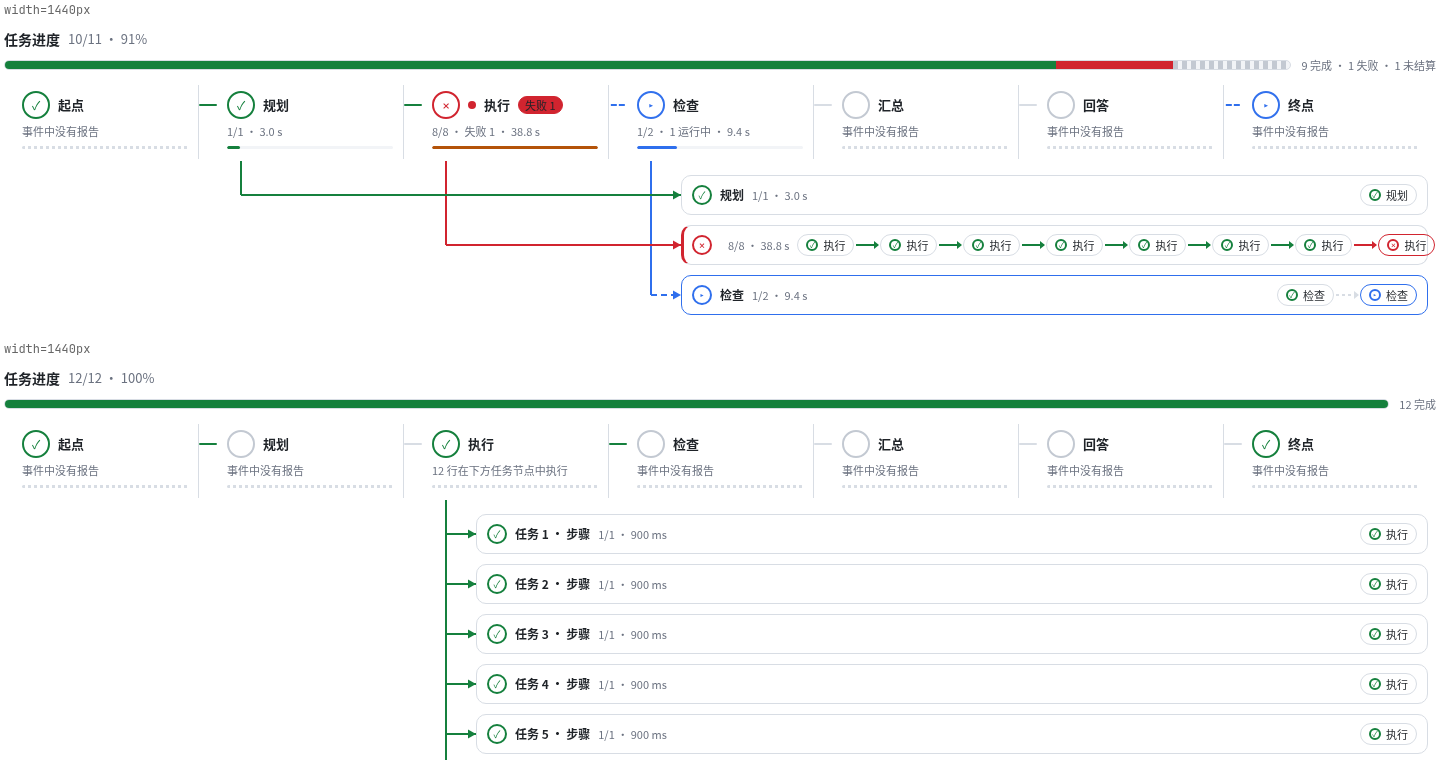 width=1440px
任务进度 10/11 · 91%
9 完成 · 1 失败 · 1 未结算
起点 规划 执行 失败 1 检查 汇总 回答 终点
事件中没有报告 1/1 · 3.0 s 8/8 · 失败 1 · 38.8 s 1/2 · 1 运行中 · 9.4 s 事件中没有报告 事件中没有报告 事件中没有报告
规划 1/1 · 3.0 s 规划
8/8 · 38.8 s 执行 执行 执行 执行 执行 执行 执行 执行
检查 1/2 · 9.4 s 检查 检查
width=1440px
任务进度 12/12 · 100%
12 完成
起点 规划 执行 检查 汇总 回答 终点
事件中没有报告 事件中没有报告 12 行在下方任务节点中执行 事件中没有报告 事件中没有报告 事件中没有报告 事件中没有报告
任务 1 · 步骤 1/1 · 900 ms 执行
任务 2 · 步骤 1/1 · 900 ms 执行
任务 3 · 步骤 1/1 · 900 ms 执行
任务 4 · 步骤 1/1 · 900 ms 执行
任务 5 · 步骤 1/1 · 900 ms 执行